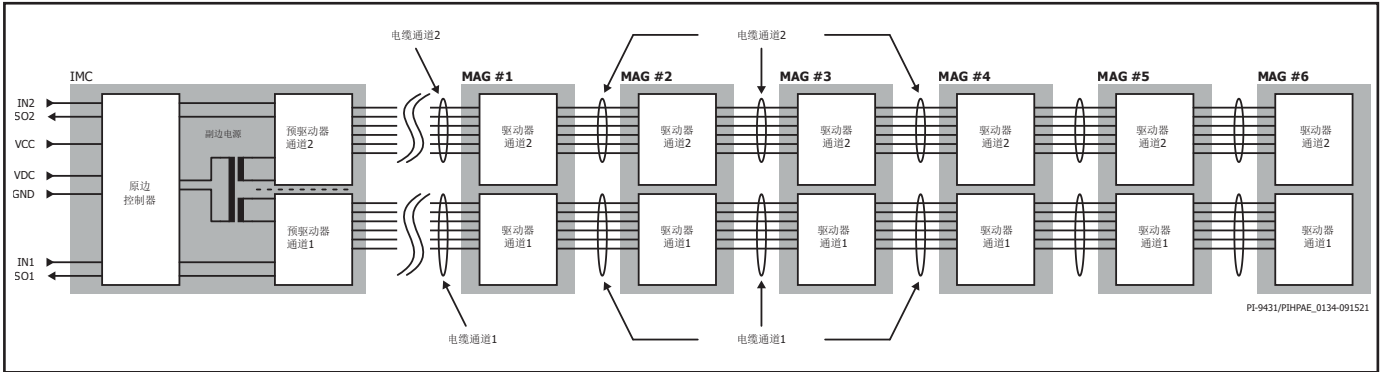 电缆通道2
电缆通道2
IMC
MAG #1
MAG #2
MAG #3
MAG #4
MAG #5
MAG #6
IN2
SO2
VCC
VDC
GND
IN1
SO1
原边
控制器
副边电源
预驱动器
通道2
预驱动器
通道1
驱动器
通道2
驱动器
通道2
驱动器
通道2
驱动器
通道2
驱动器
通道2
驱动器
通道2
驱动器
通道1
驱动器
通道1
驱动器
通道1
驱动器
通道1
驱动器
通道1
驱动器
通道1
PI-9431/PIHPAE_0134-091521
电缆通道1
电缆通道1